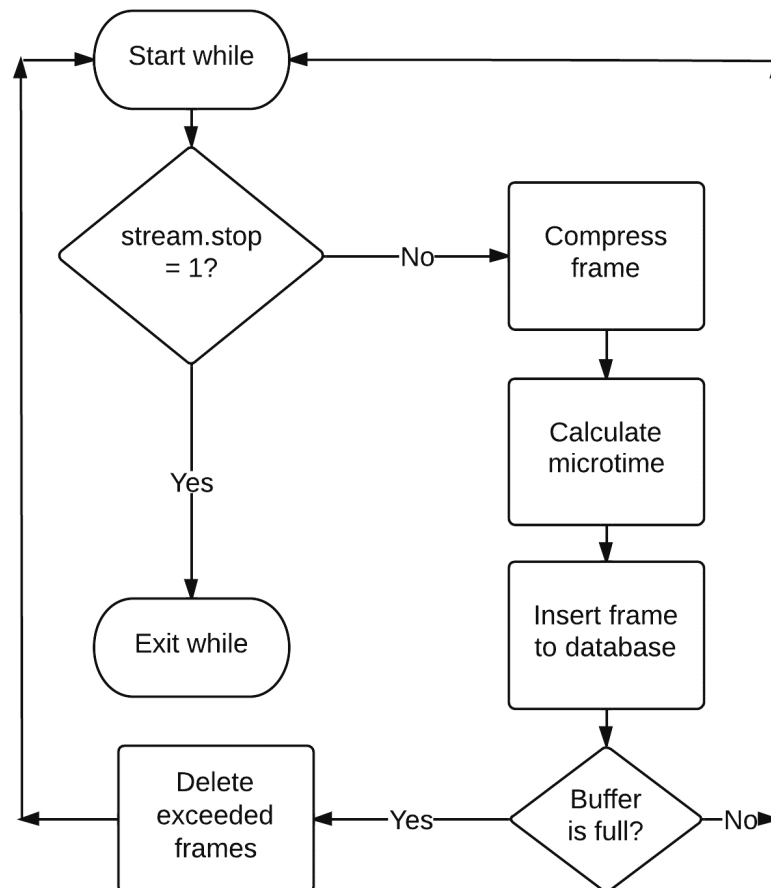 Start while
stream.stop
= 1?
No
Compress
frame
Calculate
microtime
Yes
Insert frame
to database
Exit while
Delete
exceeded
frames
Yes
Buffer
is full?
No